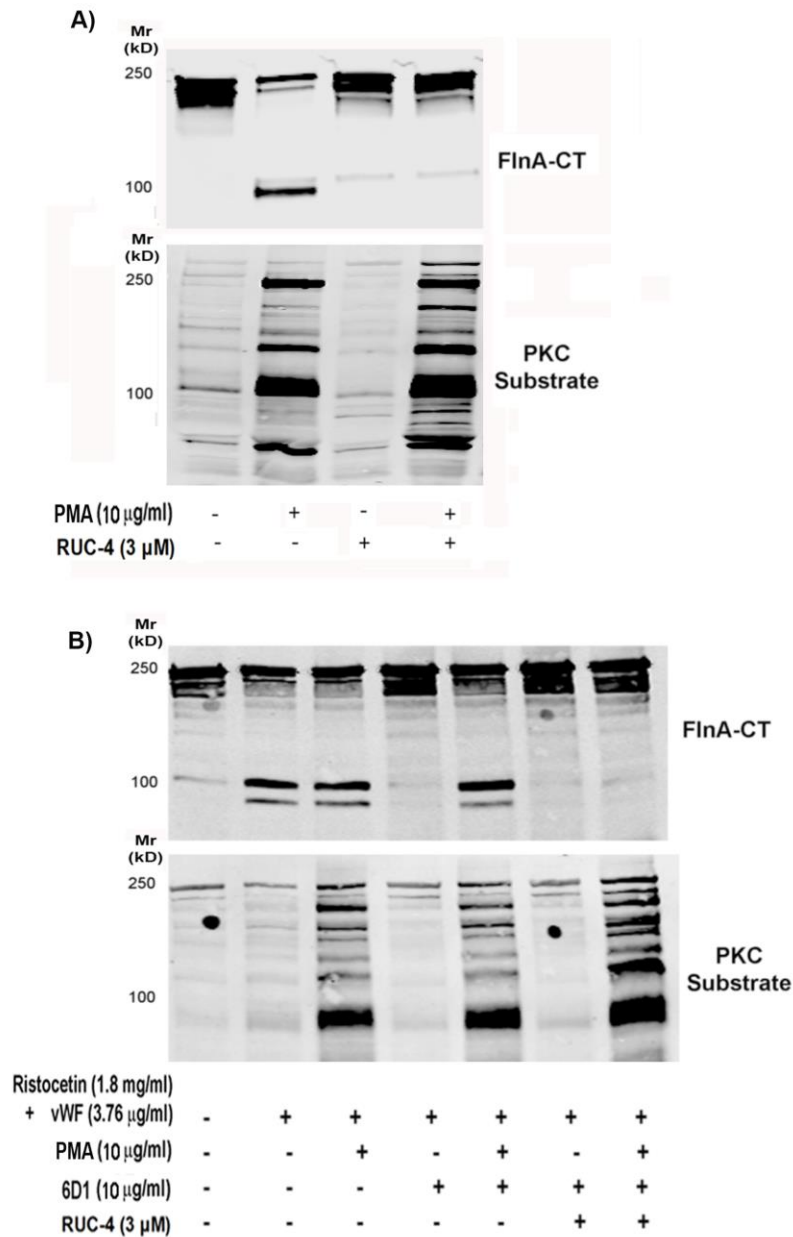 A)
Mr
(kD)
250
FlnA-CT
100
Mr
(kD)
250
PKC
Substrate
100
PMA (10 µg/ml) - + - +
RUC-4 (3 µM) - - + +
B)
Mr
(kD)
250
FlnA-CT
100
Mr
(kD)
250
PKC
Substrate
100
Ristocetin (1.8 mg/ml)
+ vWF (3.76 µg/ml) - + + + + + +
PMA (10 µg/ml) - - + - + - +
6D1 (10 µg/ml) - - - + + + +
RUC-4 (3 µM) - - - - - + +